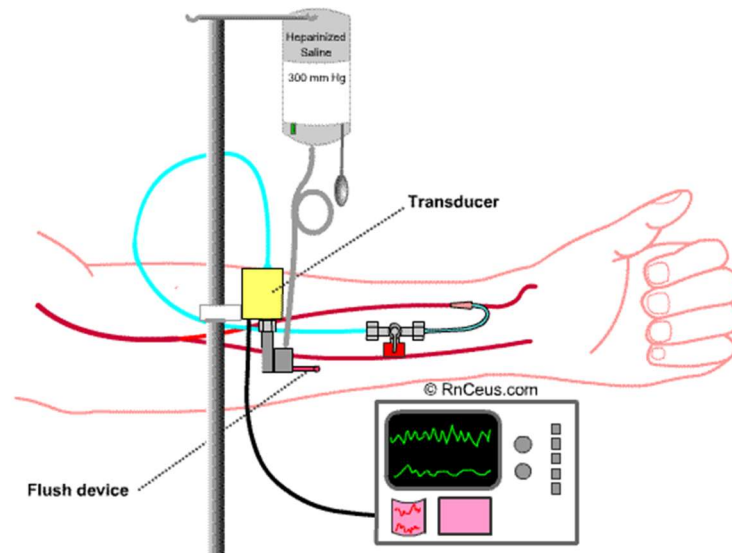 Heparinized
Saline
300 mm Hg
Transducer
© RnCeus.com
Flush device